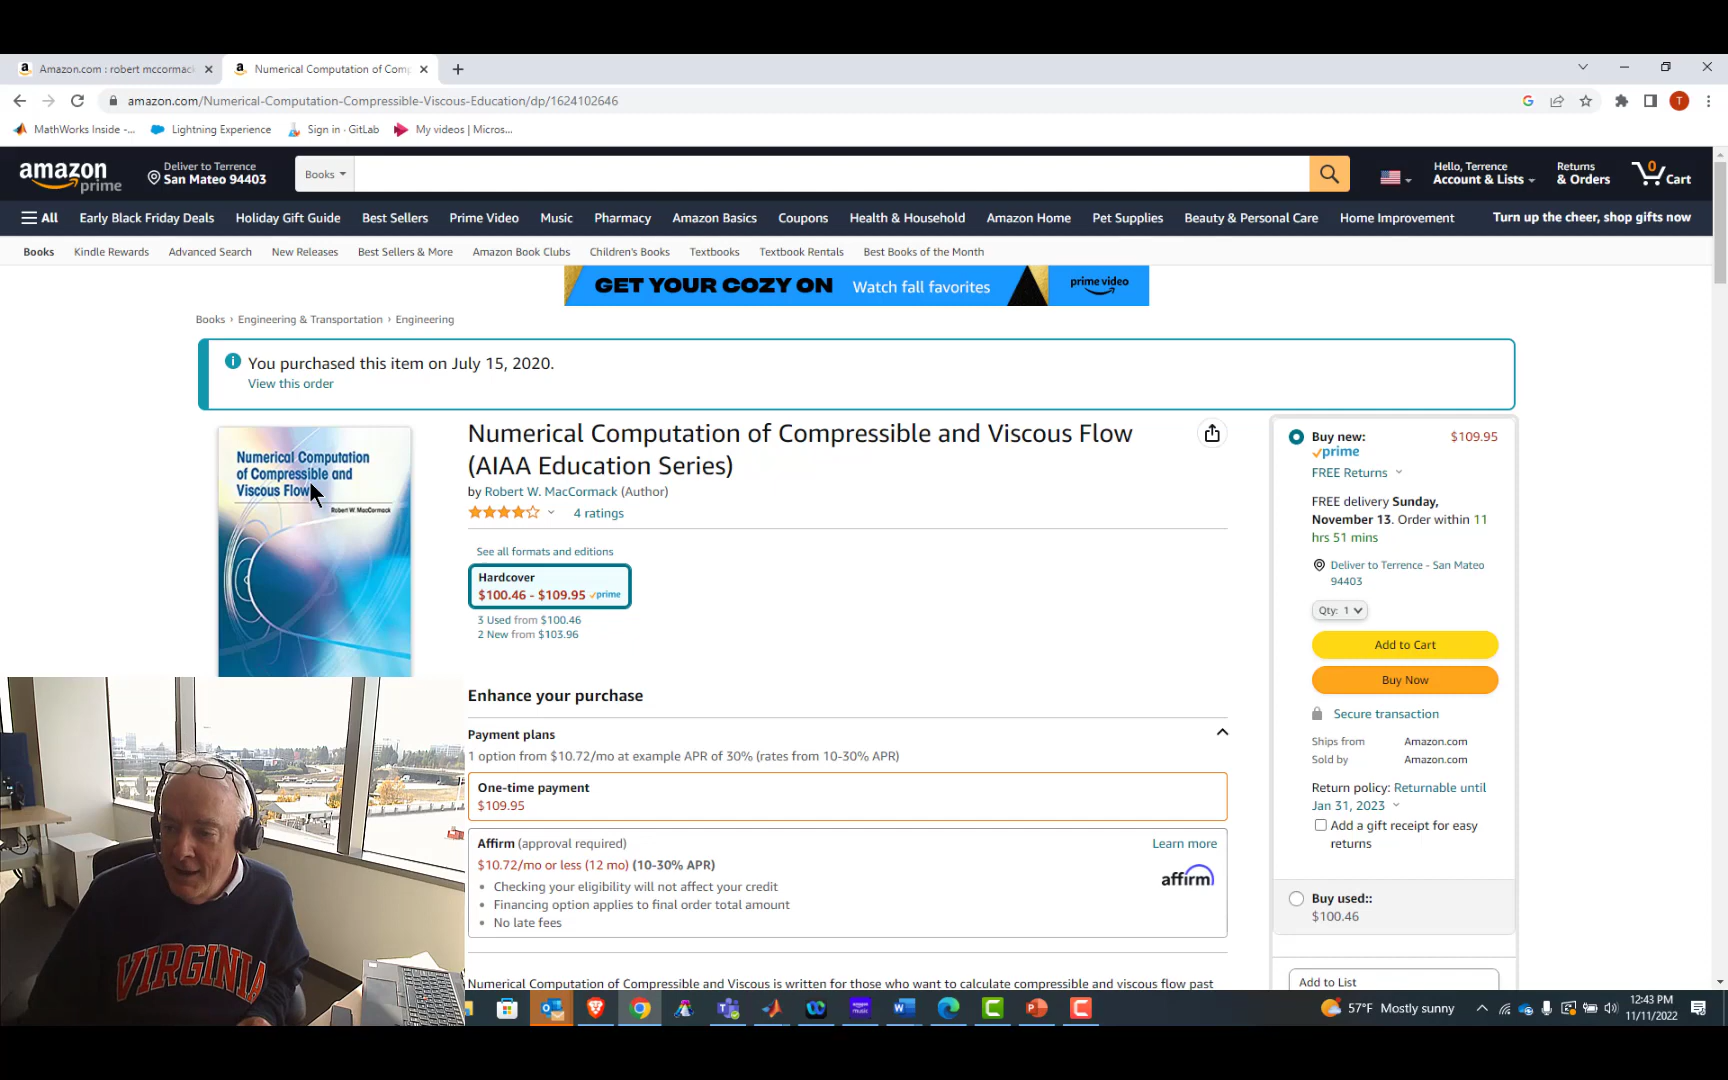 Amazon.com : robert mccormac
Numerical Computation of Comp
amazon.com/Numerical-Computation-Compressible-Viscous-Education/dp/1624102646
T
MathWorks Inside -...
Lightning Experience
Sign in · GitLab
My videos | Micros...
amazon prime
Deliver to Terrence
San Mateo 94403
Books
Hello, Terrence
Account & Lists
Returns
& Orders
0
Cart
All
Early Black Friday Deals
Holiday Gift Guide
Best Sellers
Prime Video
Music
Pharmacy
Amazon Basics
Coupons
Health & Household
Amazon Home
Pet Supplies
Beauty & Personal Care
Home Improvement
Turn up the cheer, shop gifts now
Books
Kindle Rewards
Advanced Search
New Releases
Best Sellers & More
Amazon Book Clubs
Children's Books
Textbooks
Textbook Rentals
Best Books of the Month
GET YOUR COZY ON
Watch fall favorites
prime video
Books › Engineering & Transportation › Engineering
You purchased this item on July 15, 2020.
View this order
Numerical Computation
of Compressible and
Viscous Flow
Robert W. MacCormack
Numerical Computation of Compressible and Viscous Flow
(AIAA Education Series)
by Robert W. MacCormack (Author)
4 ratings
See all formats and editions
Hardcover
$100.46 - $109.95 prime
3 Used from $100.46
2 New from $103.96
Enhance your purchase
Payment plans
1 option from $10.72/mo at example APR of 30% (rates from 10-30% APR)
One-time payment
$109.95
Affirm (approval required)
Learn more
$10.72/mo or less (12 mo) (10-30% APR)
affirm
• Checking your eligibility will not affect your credit
• Financing option applies to final order total amount
• No late fees
Numerical Computation of Compressible and Viscous is written for those who want to calculate compressible and viscous flow past
Buy new:
$109.95
prime
FREE Returns
FREE delivery Sunday,
November 13. Order within 11
hrs 51 mins
Deliver to Terrence - San Mateo
94403
Qty: 1
Add to Cart
Buy Now
Secure transaction
Ships from
Amazon.com
Sold by
Amazon.com
Return policy: Returnable until
Jan 31, 2023
Add a gift receipt for easy
returns
Buy used::
$100.46
Add to List
VIRGINIA
57°F Mostly sunny
12:43 PM
11/11/2022